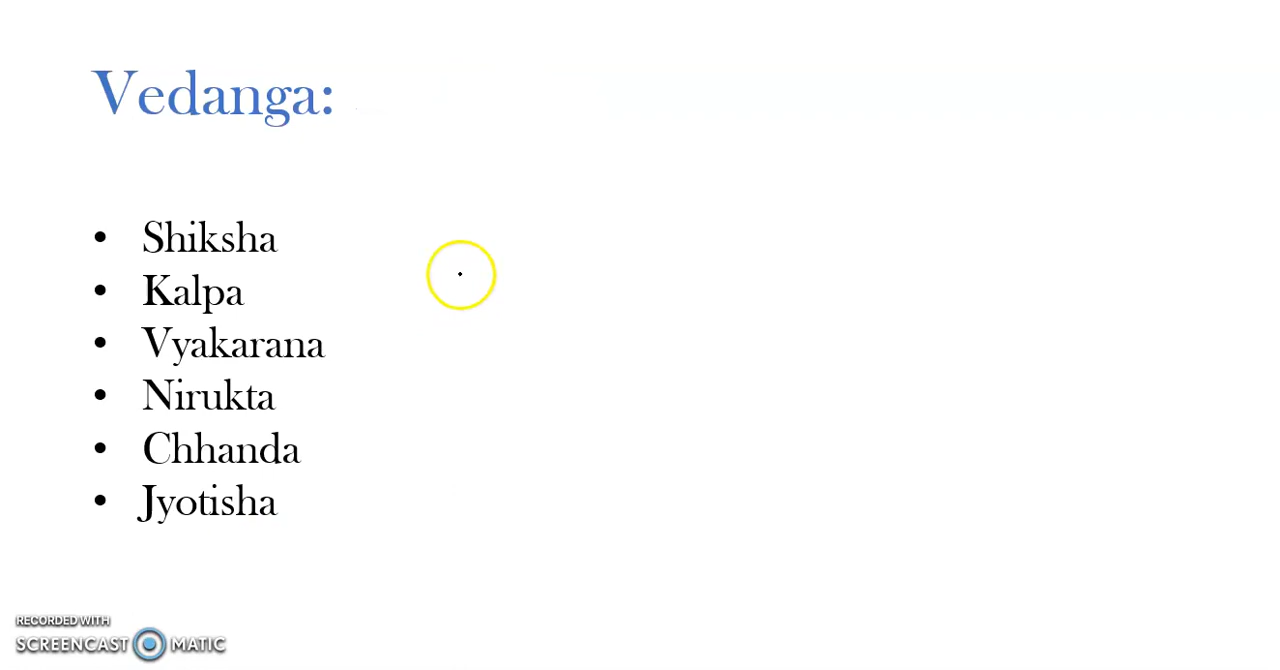 Vedanga:
• Shiksha
• Kalpa
• Vyakarana
• Nirukta
• Chhanda
• Jyotisha
RECORDED WITH
SCREENCAST MATIC